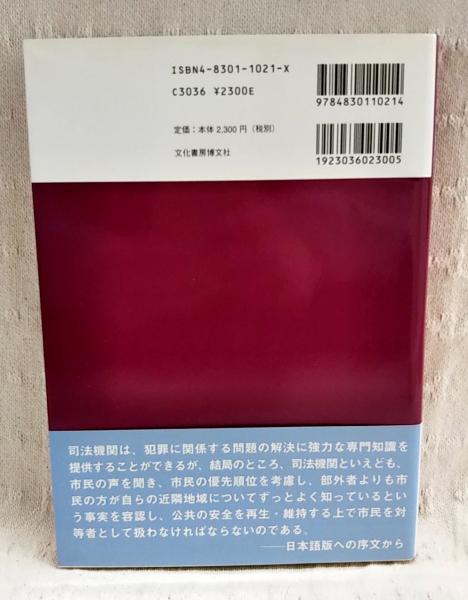 ISBN4-8301-1021-X
C3036 ¥2300E
定価：本体2,300円（税別）
文化書房博文社
9784830110214
1923036023005
司法機関は、犯罪に関係する問題の解決に強力な専門知識を
提供することができるが、結局のところ、司法機関といえども、
市民の声を聞き、市民の優先順位を考慮し、部外者よりも市
民の方が自らの近隣地域についてずっとよく知っているとい
う事実を容認し、公共の安全を再生・維持する上で市民を対
等者として扱わなければならないのである。
——日本語版への序文から